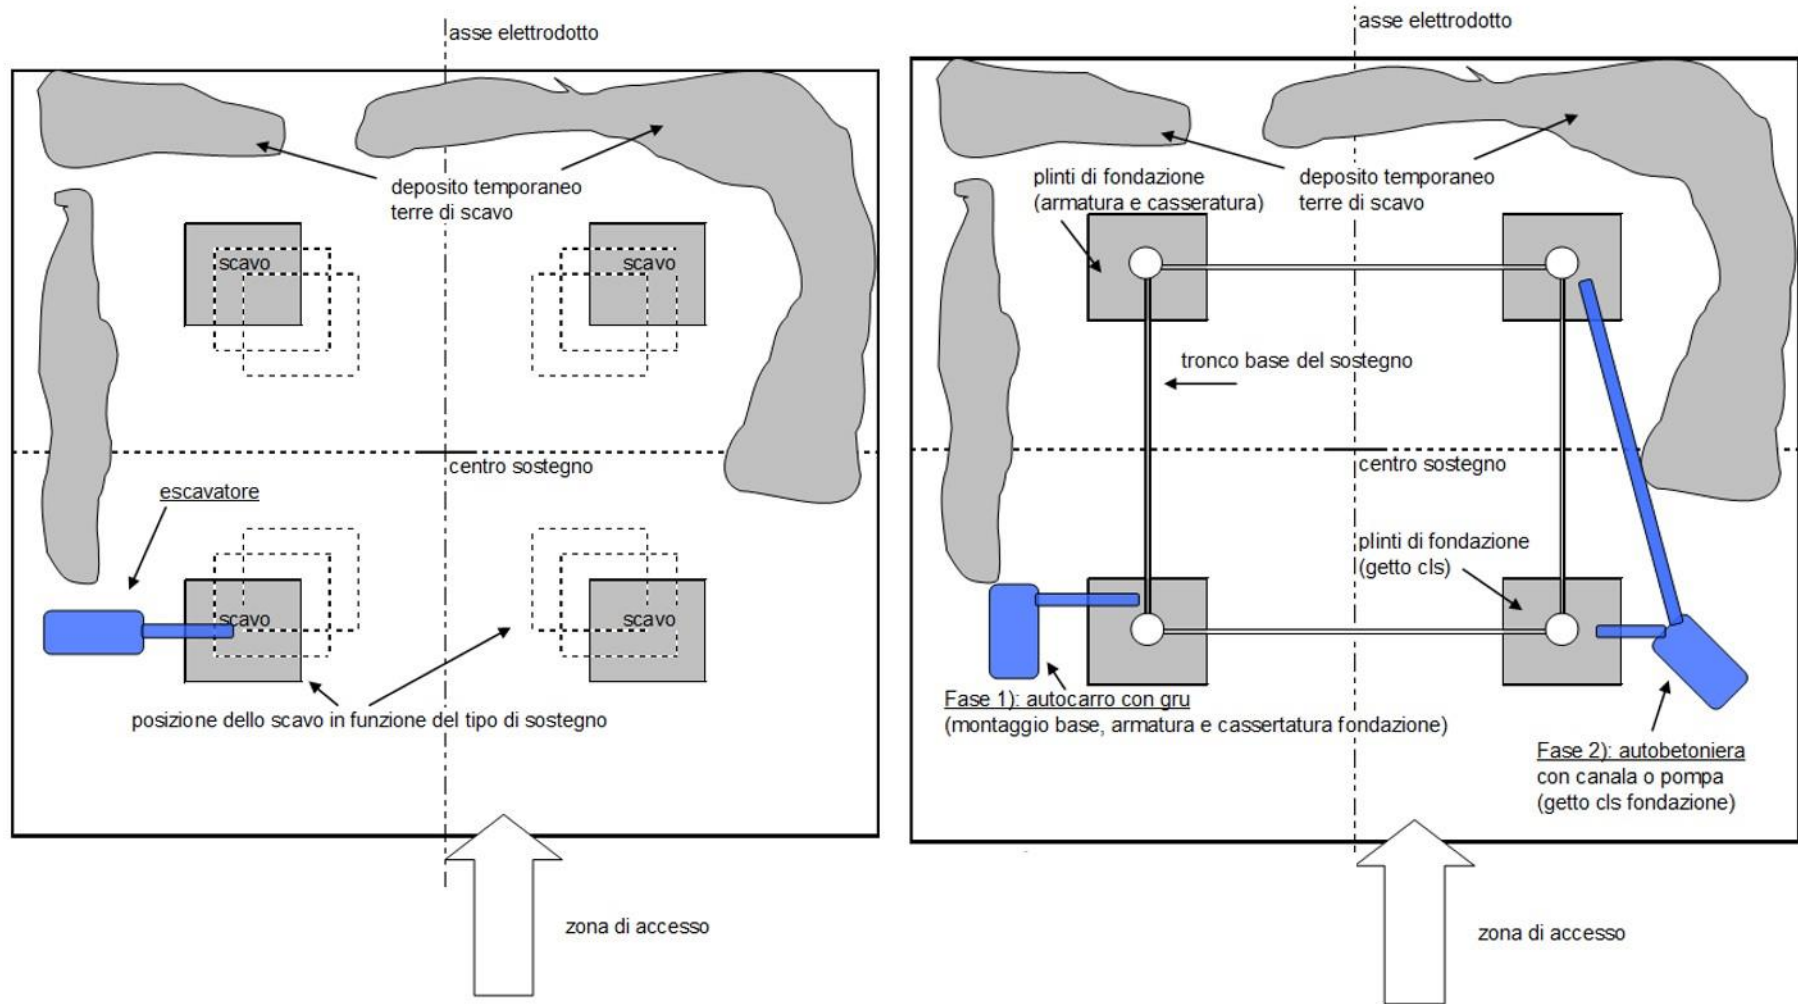 asse elettrodotto
deposito temporaneo
terre di scavo
scavo
scavo
centro sostegno
escavatore
scavo
scavo
posizione dello scavo in funzione del tipo di sostegno
zona di accesso
asse elettrodotto
plinti di fondazione
(armatura e casseratura)
deposito temporaneo
terre di scavo
tronco base del sostegno
centro sostegno
plinti di fondazione
(getto cls)
Fase 1): autocarro con gru
(montaggio base, armatura e cassertatura fondazione)
Fase 2): autobetoniera
con canala o pompa
(getto cls fondazione)
zona di accesso